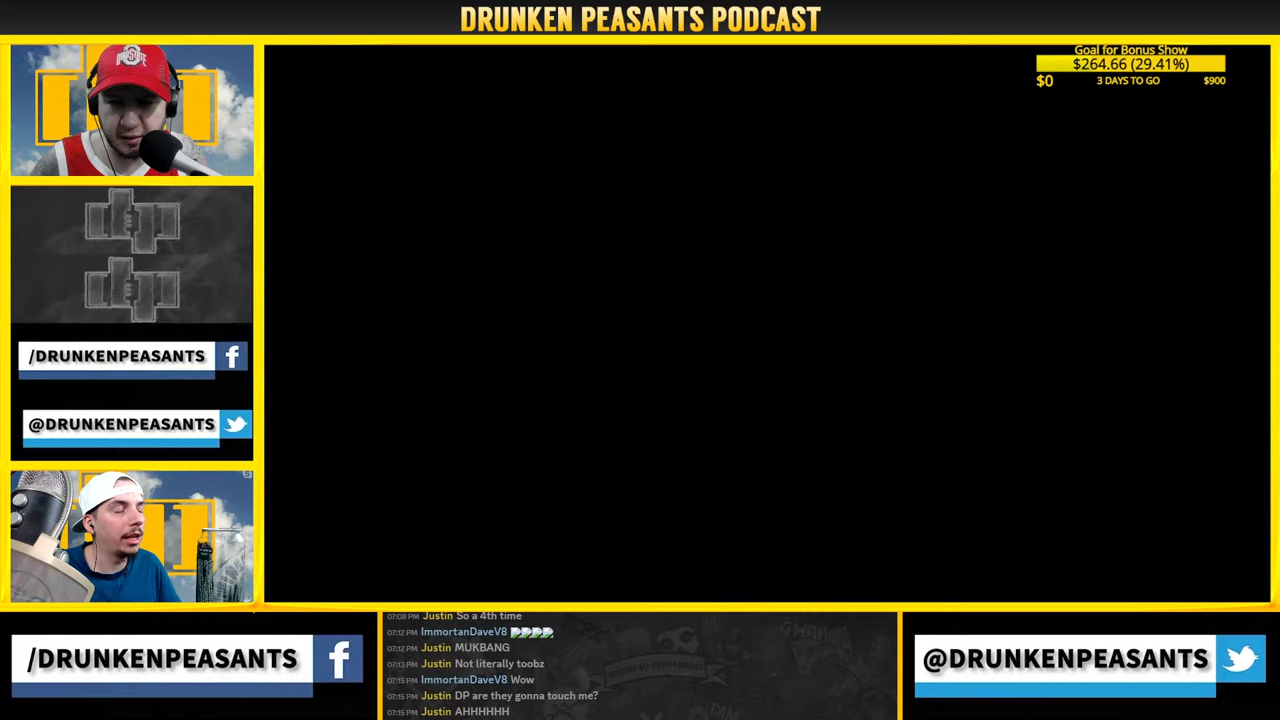 DRUNKEN PEASANTS PODCAST
Goal for Bonus Show
$264.66 (29.41%)
$0 3 DAYS TO GO $900
/DRUNKENPEASANTS f
@DRUNKENPEASANTS
07:08 PM Justin So a 4th time
07:12 PM ImmortanDaveV8
07:12 PM Justin MUKBANG
07:13 PM Justin Not literally toobz
07:15 PM ImmortanDaveV8 Wow
07:15 PM Justin DP are they gonna touch me?
07:15 PM Justin AHHHHHH
/DRUNKENPEASANTS f
@DRUNKENPEASANTS